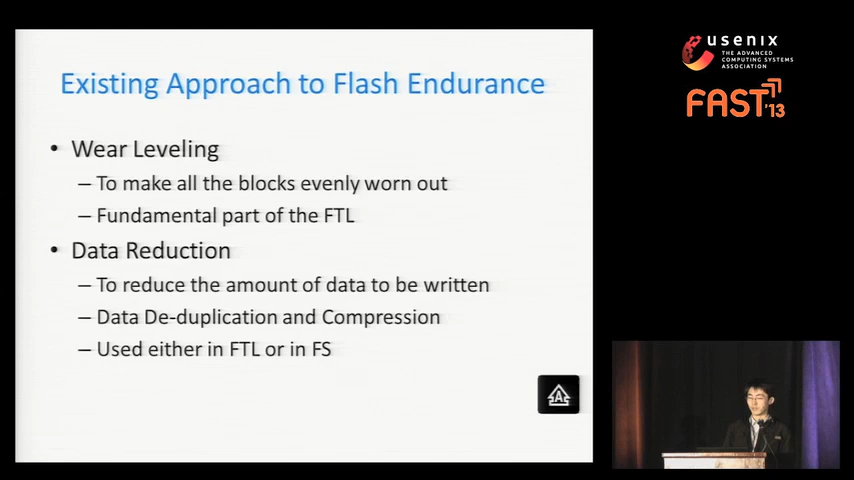 Existing Approach to Flash Endurance
• Wear Leveling
– To make all the blocks evenly worn out
– Fundamental part of the FTL
• Data Reduction
– To reduce the amount of data to be written
– Data De-duplication and Compression
– Used either in FTL or in FS
A
usenix
THE ADVANCED
COMPUTING SYSTEMS
ASSOCIATION
FAST'13